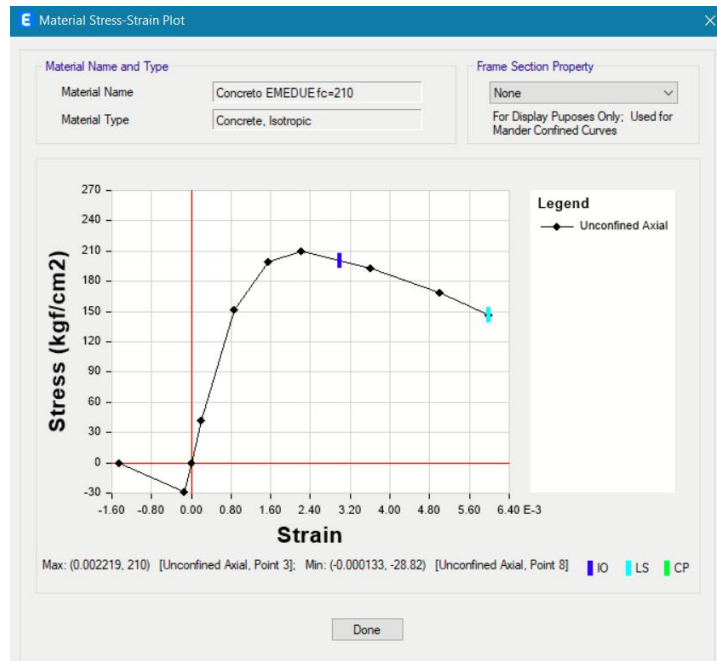 E Material Stress-Strain Plot
Material Name and Type
Material Name Concreto EMEDUE fc=210
Material Type Concrete, Isotropic
Frame Section Property
None
For Display Puposes Only; Used for
Mander Confined Curves
270
240
210
180
150
120
90
60
30
0
-30
Stress (kgf/cm2)
-1.60 -0.80 0.00 0.80 1.60 2.40 3.20 4.00 4.80 5.60 6.40 E-3
Strain
Legend
Unconfined Axial
Max: (0.002219, 210) [Unconfined Axial, Point 3]; Min: (-0.000133, -28.82) [Unconfined Axial, Point 8]
IO LS CP
Done